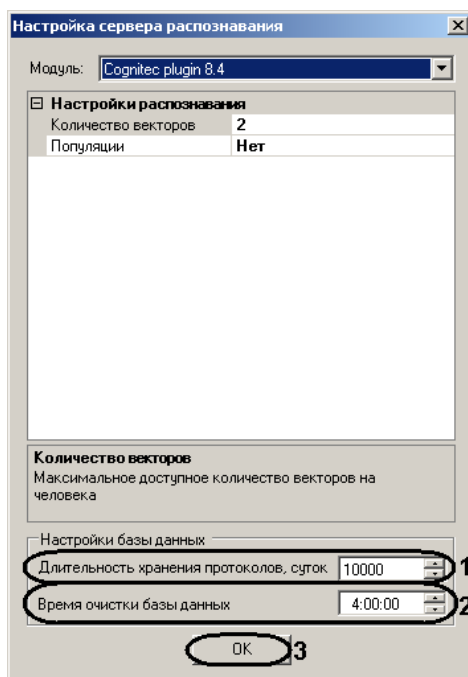 Настройка сервера распознавания
Модуль: Cognitec plugin 8.4
Настройки распознавания
Количество векторов 2
Популяции Нет
Количество векторов
Максимальное доступное количество векторов на
человека
Настройки базы данных
Длительность хранения протоколов, суток 10000 1
Время очистки базы данных 4:00:00 2
OK 3